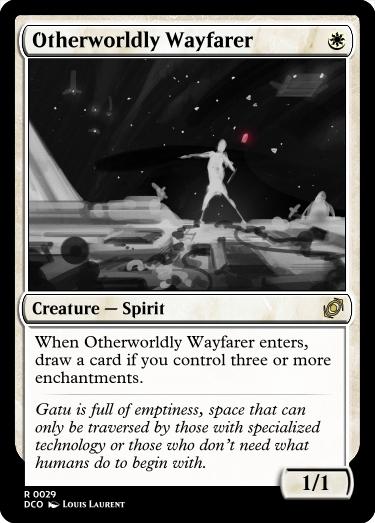 Otherworldly Wayfarer
Creature — Spirit
When Otherworldly Wayfarer enters,
draw a card if you control three or more
enchantments.
Gatu is full of emptiness, space that can
only be traversed by those with specialized
technology or those who don't need what
humans do to begin with.
1/1
R 0029
DCO Louis Laurent